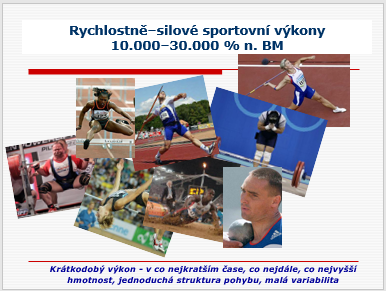 Rychlostně–silové sportovní výkony
10.000–30.000 % n. BM
Krátkodobý výkon - v co nejkratším čase, co nejdále, co nejvyšší
hmotnost, jednoduchá struktura pohybu, malá variabilita